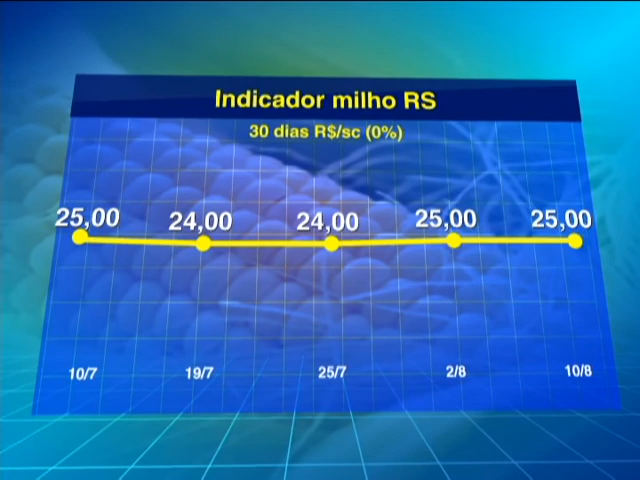 Indicador milho RS
30 dias R$/sc (0%)
25,00 24,00 24,00 25,00 25,00
10/7 19/7 25/7 2/8 10/8